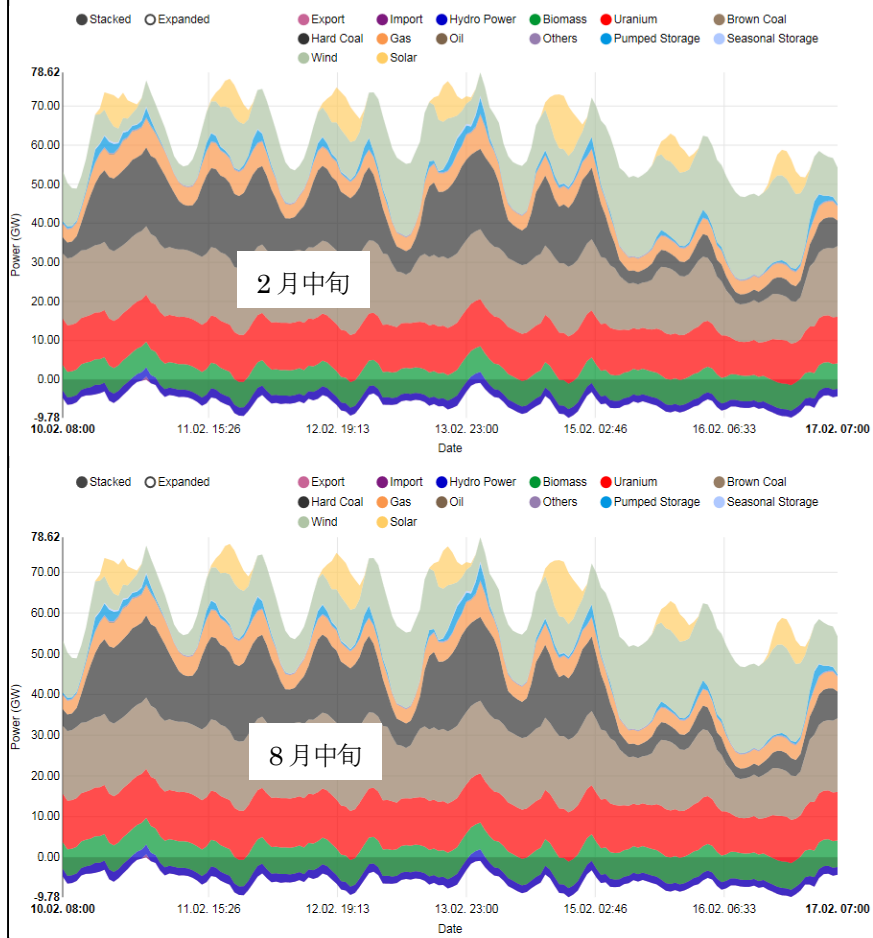 Stacked Expanded Export Import Hydro Power Biomass Uranium Brown Coal
Hard Coal Gas Oil Others Pumped Storage Seasonal Storage
Wind Solar
78.62
70.00
60.00
50.00
40.00
30.00
20.00
10.00
0.00
-9.78
Power (GW)
2月中旬
10.02. 08:00 11.02. 15:26 12.02. 19:13 13.02. 23:00 15.02. 02:46 16.02. 06:33 17.02. 07:00
Date
Stacked Expanded Export Import Hydro Power Biomass Uranium Brown Coal
Hard Coal Gas Oil Others Pumped Storage Seasonal Storage
Wind Solar
78.62
70.00
60.00
50.00
40.00
30.00
20.00
10.00
0.00
-9.78
Power (GW)
8月中旬
10.02. 08:00 11.02. 15:26 12.02. 19:13 13.02. 23:00 15.02. 02:46 16.02. 06:33 17.02. 07:00
Date